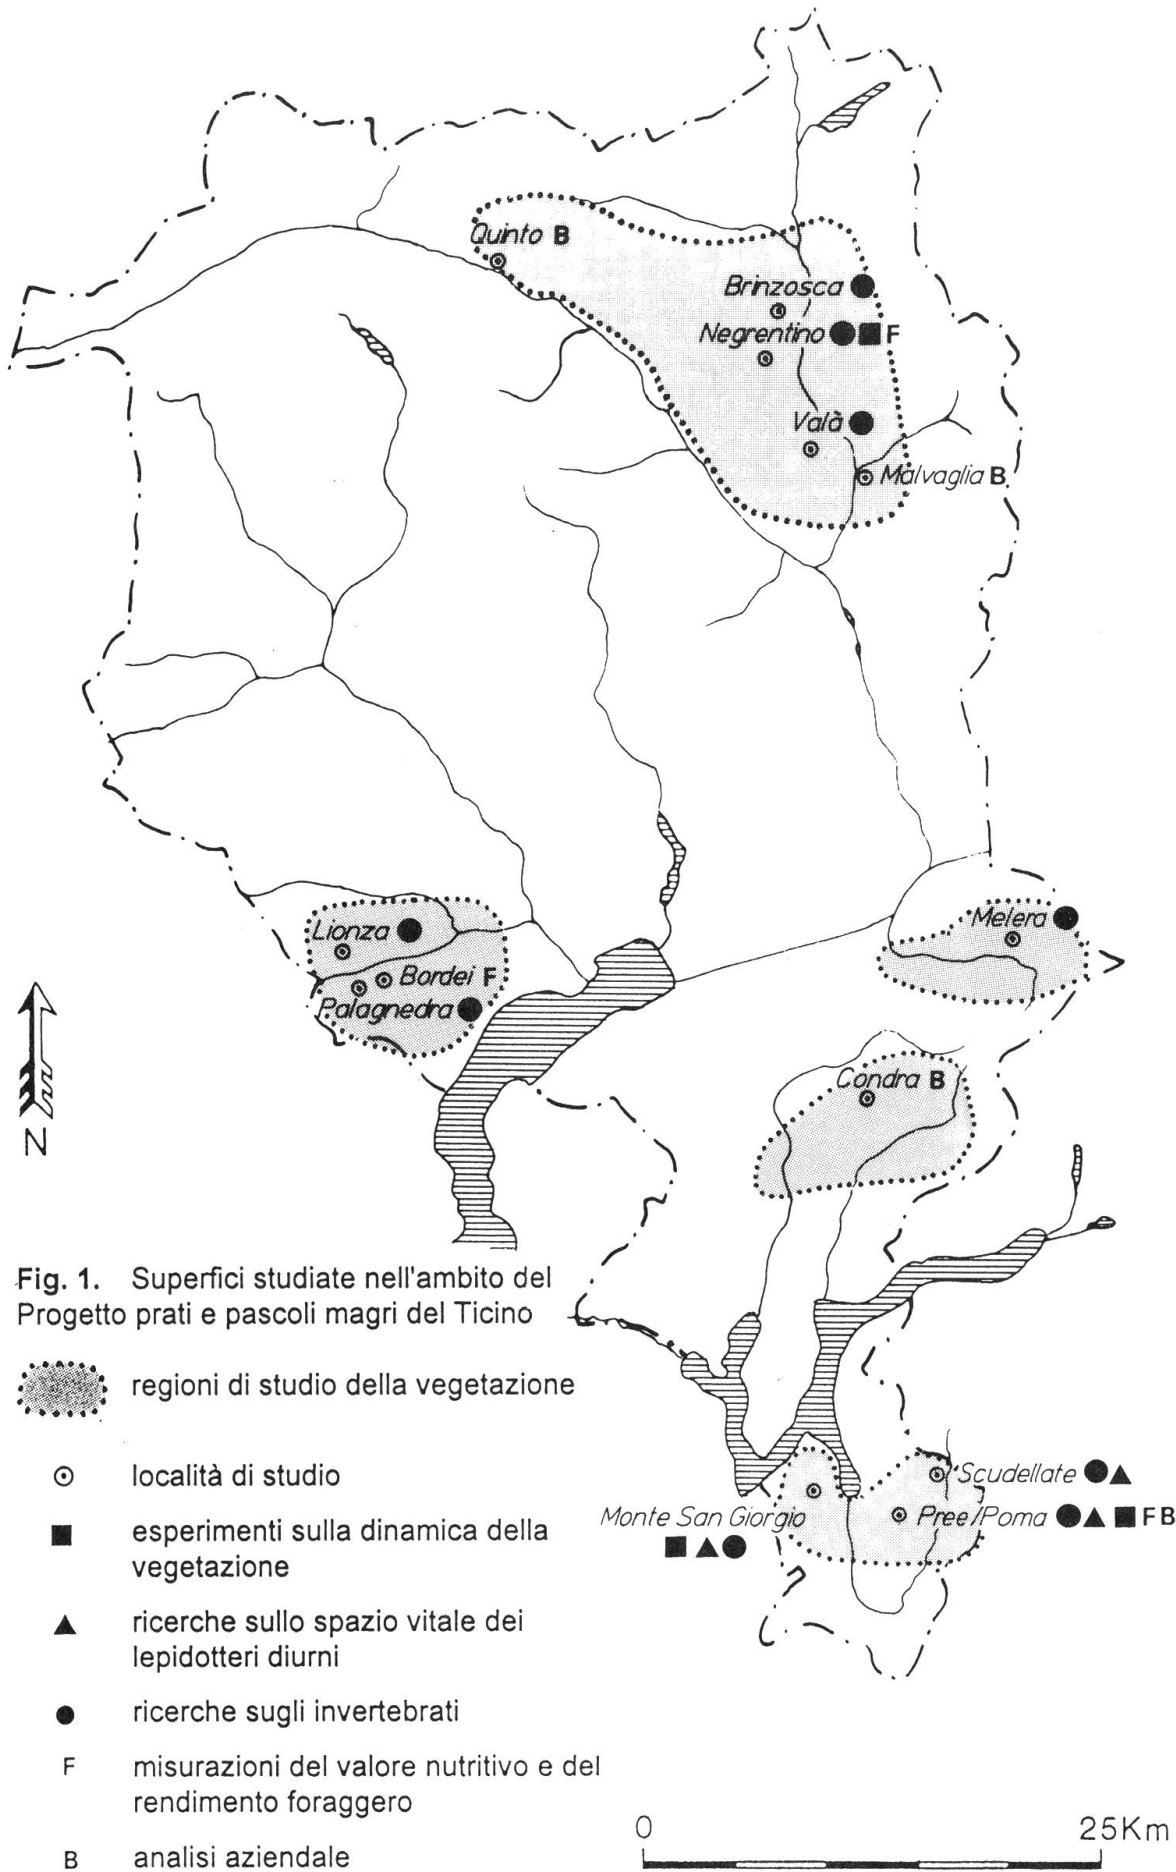 Quinto B
Brinzosca
Negrentino F
Valà
Malvaglia B
Melera
Lionza
Bordei F
Palagnedra
Condra B
N
Fig. 1. Superfici studiate nell'ambito del
Progetto prati e pascoli magri del Ticino
regioni di studio della vegetazione
località di studio
Scudellate
Monte San Giorgio
Pree/Poma F B
esperimenti sulla dinamica della
vegetazione
ricerche sullo spazio vitale dei
lepidotteri diurni
ricerche sugli invertebrati
F misurazioni del valore nutritivo e del
rendimento foraggero
B analisi aziendale
0 25Km